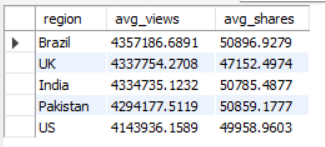 region avg_views avg_shares
Brazil 4357186.6891 50896.9279
UK 4337754.2708 47152.4974
India 4334735.1232 50785.4877
Pakistan 4294177.5119 50859.1777
US 4143936.1589 49958.9603